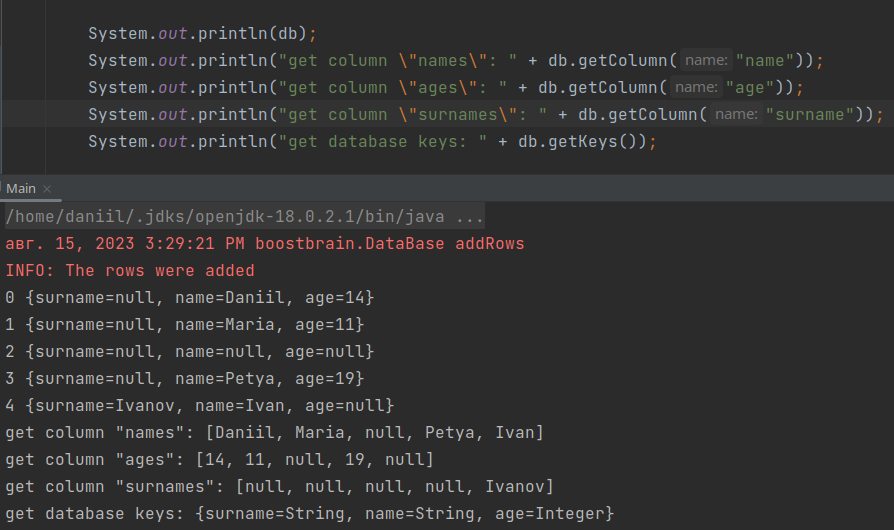 System.out.println(db);
System.out.println("get column \"names\": " + db.getColumn( name: "name"));
System.out.println("get column \"ages\": " + db.getColumn( name: "age"));
System.out.println("get column \"surnames\": " + db.getColumn( name: "surname"));
System.out.println("get database keys: " + db.getKeys());
Main ×
/home/daniil/.jdks/openjdk-18.0.2.1/bin/java ...
авг. 15, 2023 3:29:21 PM boostbrain.DataBase addRows
INFO: The rows were added
0 {surname=null, name=Daniil, age=14}
1 {surname=null, name=Maria, age=11}
2 {surname=null, name=null, age=null}
3 {surname=null, name=Petya, age=19}
4 {surname=Ivanov, name=Ivan, age=null}
get column "names": [Daniil, Maria, null, Petya, Ivan]
get column "ages": [14, 11, null, 19, null]
get column "surnames": [null, null, null, null, Ivanov]
get database keys: {surname=String, name=String, age=Integer}